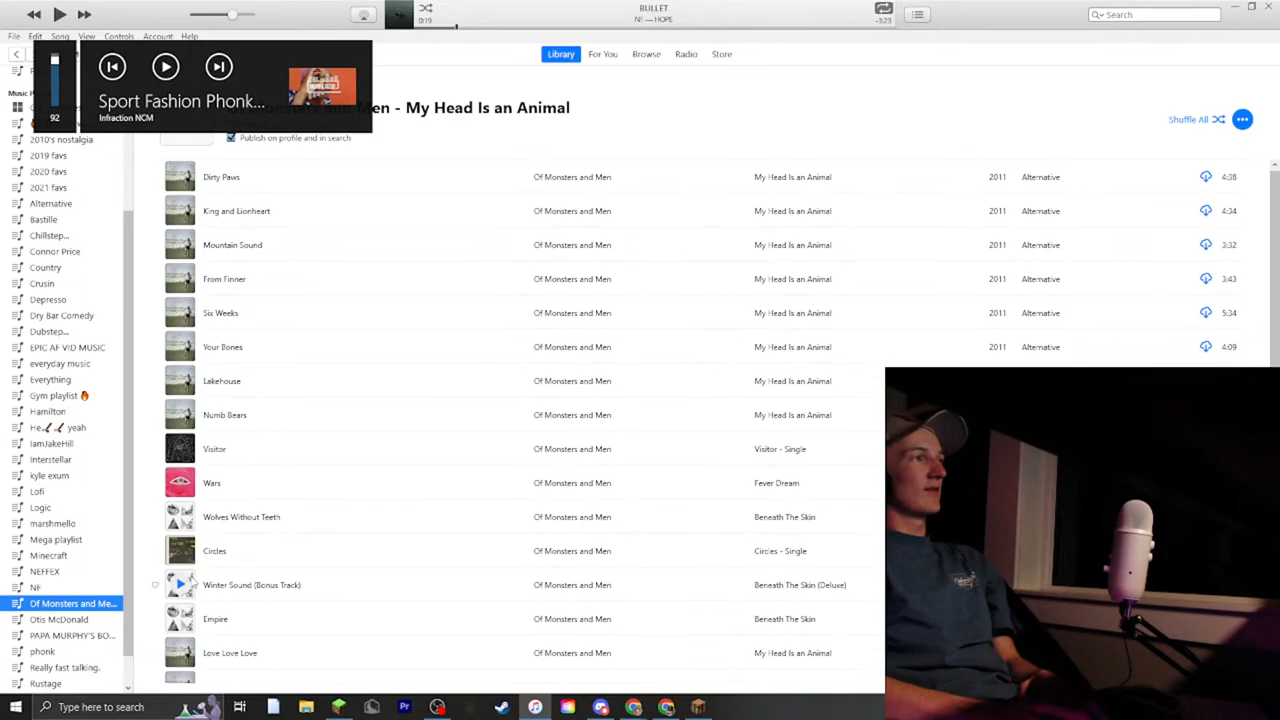 BULLET
0:19
NF — HOPE
-3:23
Search
File Edit Song View Controls Account Help
Library For You Browse Radio Store
Sport Fashion Phonk...
Infraction NCM
92
and Men - My Head Is an Animal
Publish on profile and in search
Shuffle All
Music
2010's nostalgia
2019 favs
2020 favs
2021 favs
Alternative
Bastille
Chillstep...
Connor Price
Country
Crusin
Depresso
Dry Bar Comedy
Dubstep...
EPIC AF VID MUSIC
everyday music
Everything
Gym playlist 🔥
Hamilton
He🏒🏒 yeah
IamJakeHill
Interstellar
kyle exum
Lofi
Logic
marshmello
Mega playlist
Minecraft
NEFFEX
NF
Of Monsters and Me...
Otis McDonald
PAPA MURPHY'S BO...
phonk
Really fast talking.
Rustage
Dirty Paws Of Monsters and Men My Head Is an Animal 2011 Alternative 4:38
King and Lionheart Of Monsters and Men My Head Is an Animal 2011 Alternative 4:34
Mountain Sound Of Monsters and Men My Head Is an Animal 2011 Alternative 3:32
From Finner Of Monsters and Men My Head Is an Animal 2011 Alternative 3:43
Six Weeks Of Monsters and Men My Head Is an Animal 2011 Alternative 5:34
Your Bones Of Monsters and Men My Head Is an Animal 2011 Alternative 4:09
Lakehouse Of Monsters and Men My Head Is an Animal
Numb Bears Of Monsters and Men My Head Is an Animal
Visitor Of Monsters and Men Visitor - Single
Wars Of Monsters and Men Fever Dream
Wolves Without Teeth Of Monsters and Men Beneath The Skin
Circles Of Monsters and Men Circles - Single
Winter Sound (Bonus Track) Of Monsters and Men Beneath The Skin (Deluxe)
Empire Of Monsters and Men Beneath The Skin
Love Love Love Of Monsters and Men My Head Is an Animal
Type here to search
Pr